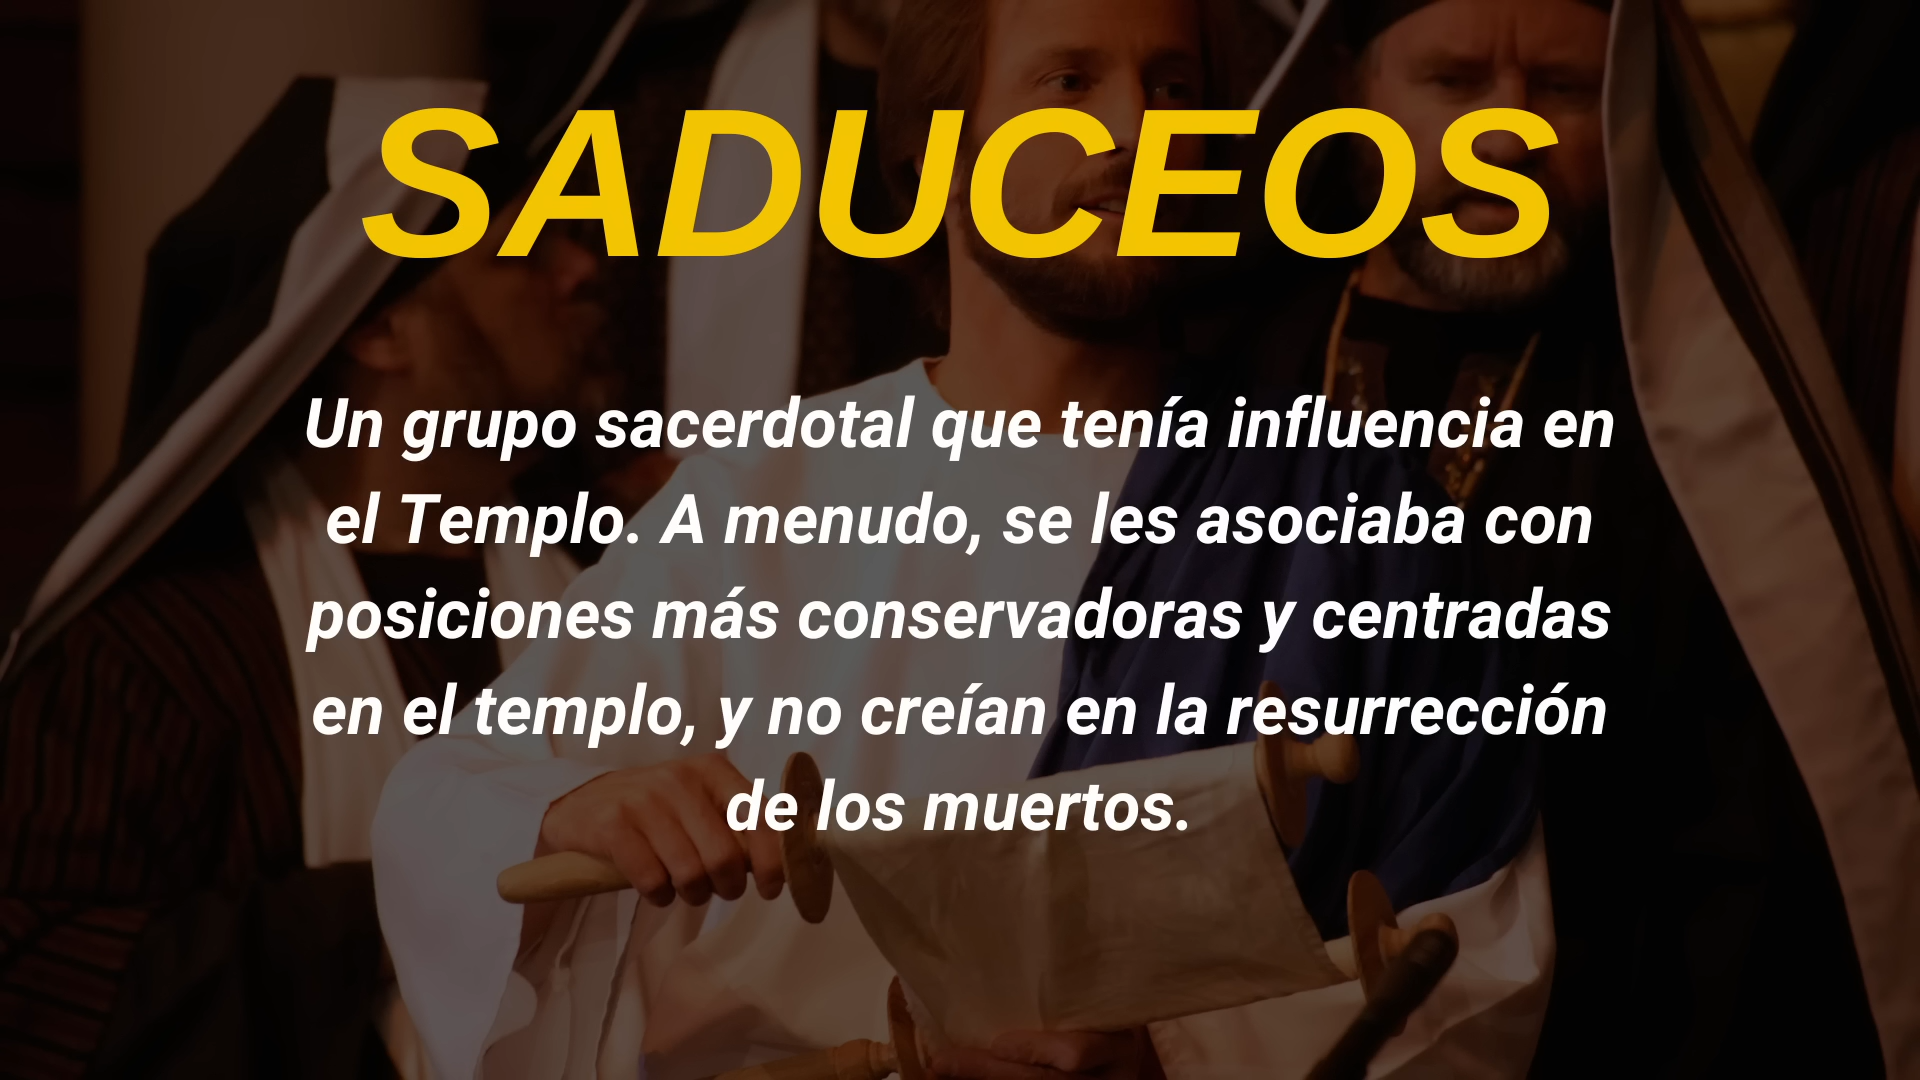 SADUCEOS
Un grupo sacerdotal que tenía influencia en
el Templo. A menudo, se les asociaba con
posiciones más conservadoras y centradas
en el templo, y no creían en la resurrección
de los muertos.